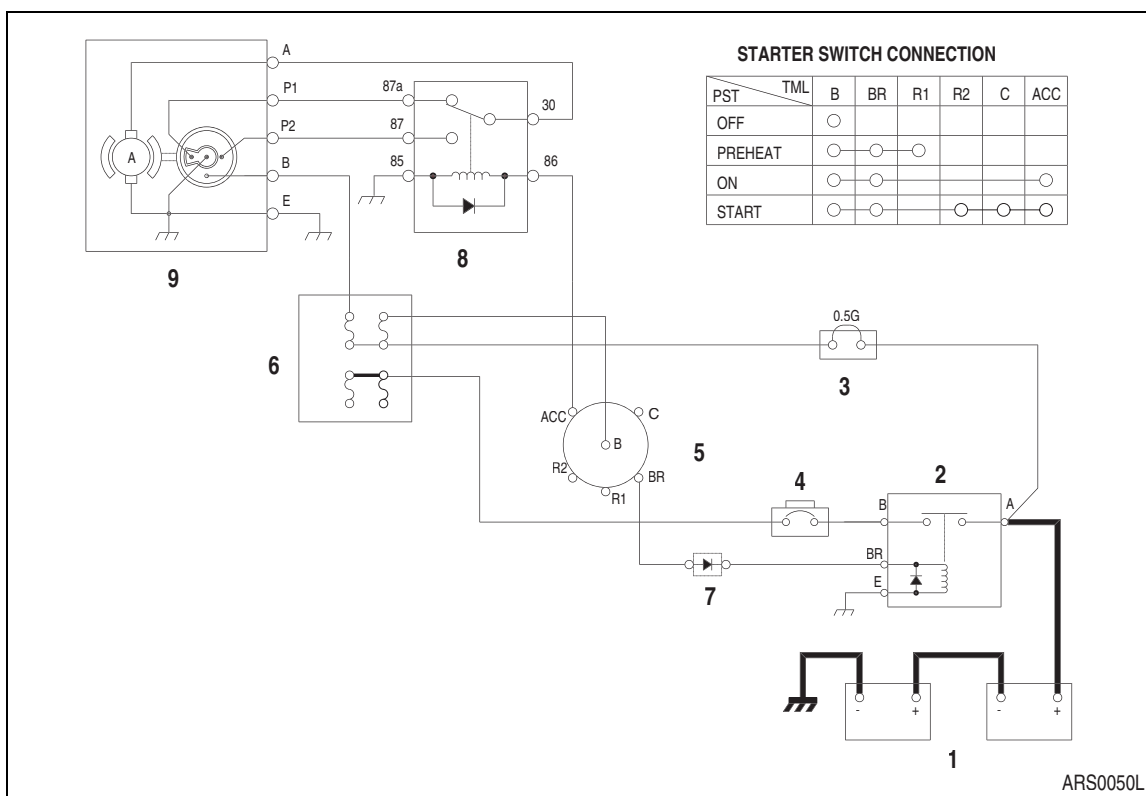 STARTER SWITCH CONNECTION
PST TML B BR R1 R2 C ACC
OFF
PREHEAT
ON
START
A
P1
P2
B
E
A
9
87a
30
87
85
86
8
6
0.5G
3
ACC
C
B
R2
BR
R1
5
4
2
B
A
BR
E
7
- +
- +
1
ARS0050L